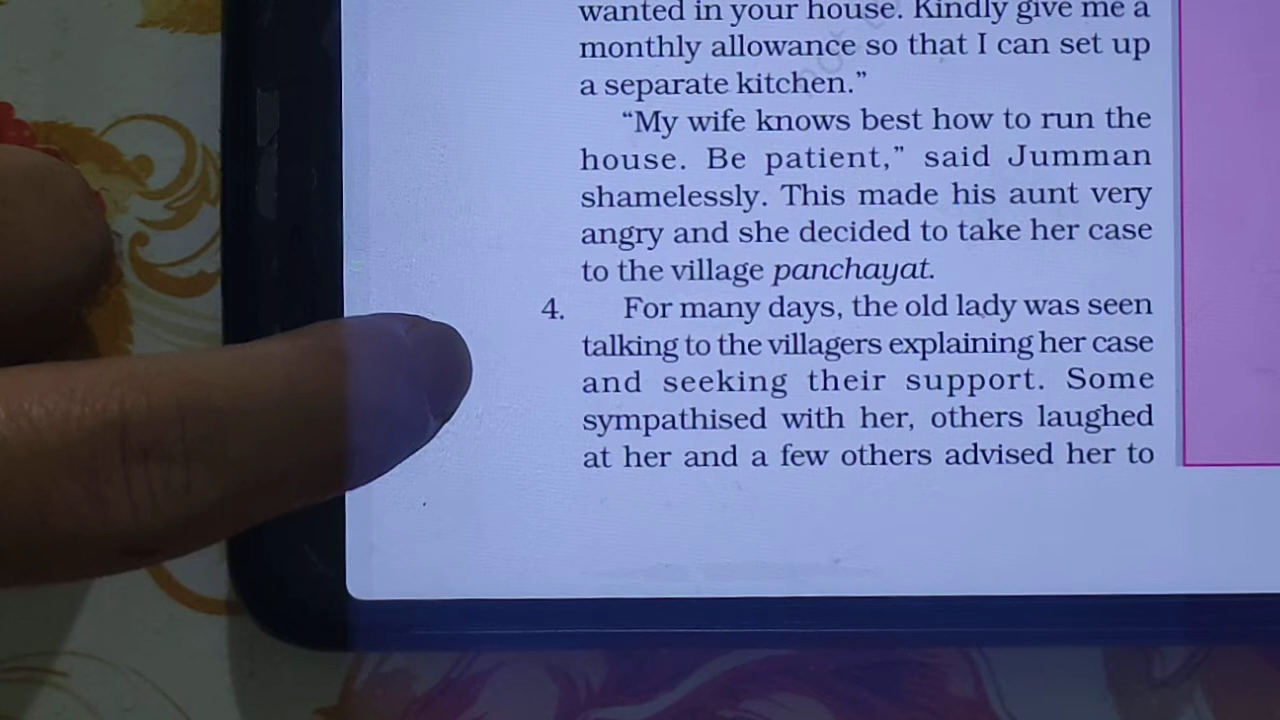 wanted in your house. Kindly give me a
monthly allowance so that I can set up
a separate kitchen.”
“My wife knows best how to run the
house. Be patient,” said Jumman
shamelessly. This made his aunt very
angry and she decided to take her case
to the village panchayat.
4. For many days, the old lady was seen
talking to the villagers explaining her case
and seeking their support. Some
sympathised with her, others laughed
at her and a few others advised her to